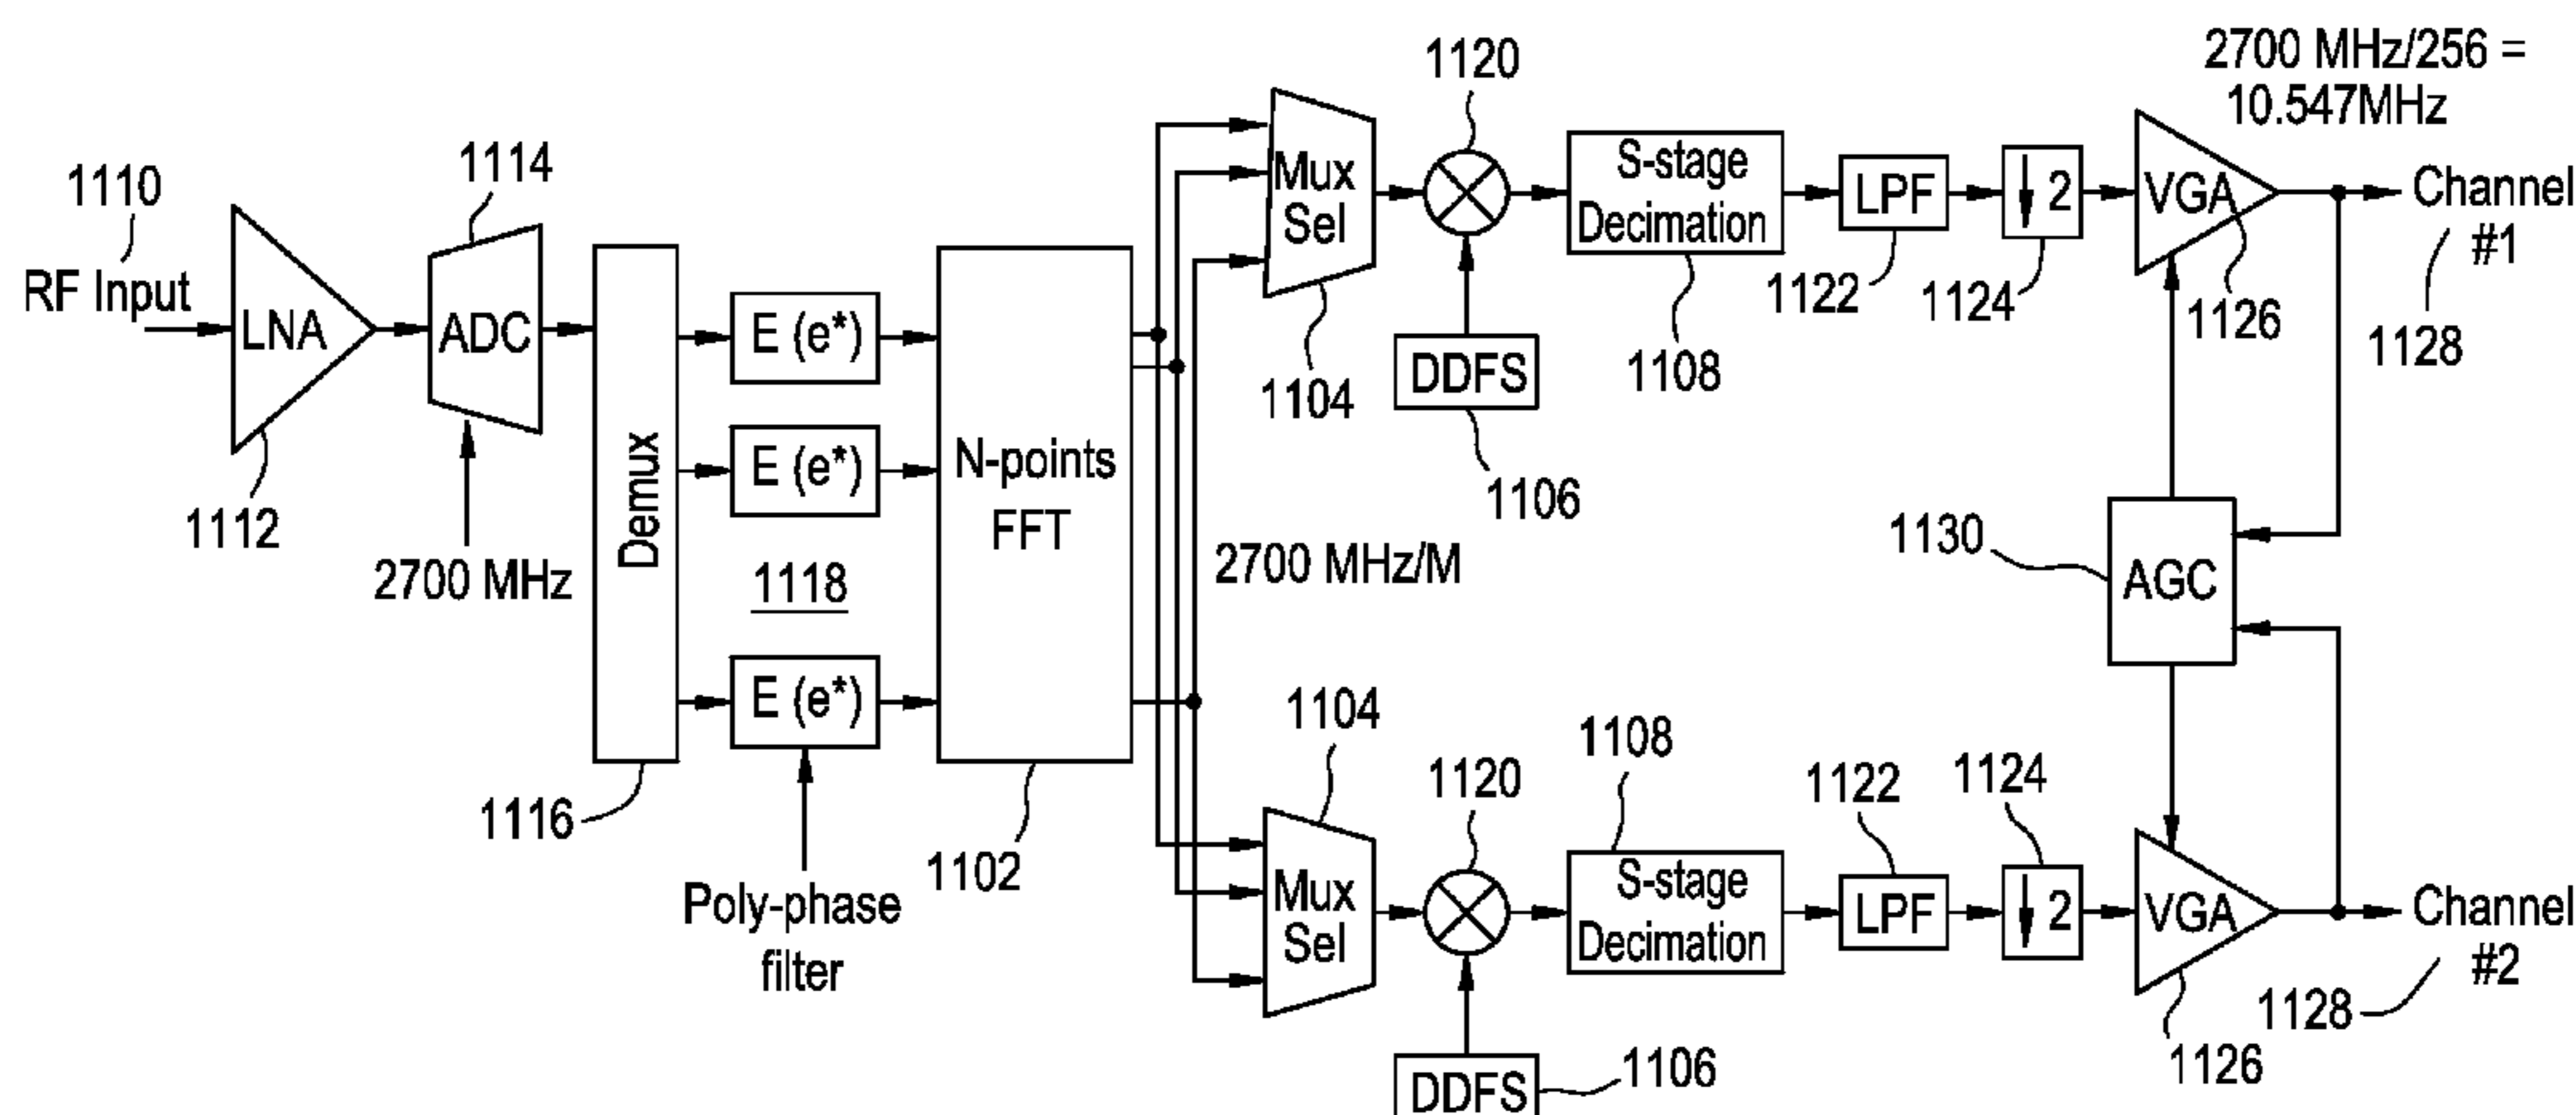 1120
2700 MHz/256 =
10.547MHz
1114
1110
RF Input
LNA
ADC
1112
2700 MHz
Demux
1116
E (e*)
E (e*)
1118
E (e*)
Poly-phase
filter
N-points
FFT
1102
2700 MHz/M
Mux
Sel
1104
DDFS
1106
S-stage
Decimation
1108
LPF
1122
↓ 2
1124
VGA
1126
Channel
#1
1128
1130
AGC
1104
Mux
Sel
1120
DDFS
1106
1108
S-stage
Decimation
1122
LPF
1124
↓ 2
VGA
1126
Channel
#2
1128